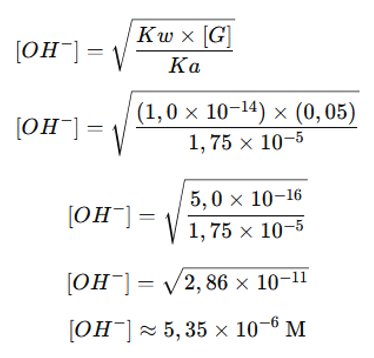 [OH⁻] = √((Kw × [G]) / Ka)
[OH⁻] = √(((1,0 × 10⁻¹⁴) × (0,05)) / (1,75 × 10⁻⁵))
[OH⁻] = √((5,0 × 10⁻¹⁶) / (1,75 × 10⁻⁵))
[OH⁻] = √(2,86 × 10⁻¹¹)
[OH⁻] ≈ 5,35 × 10⁻⁶ M